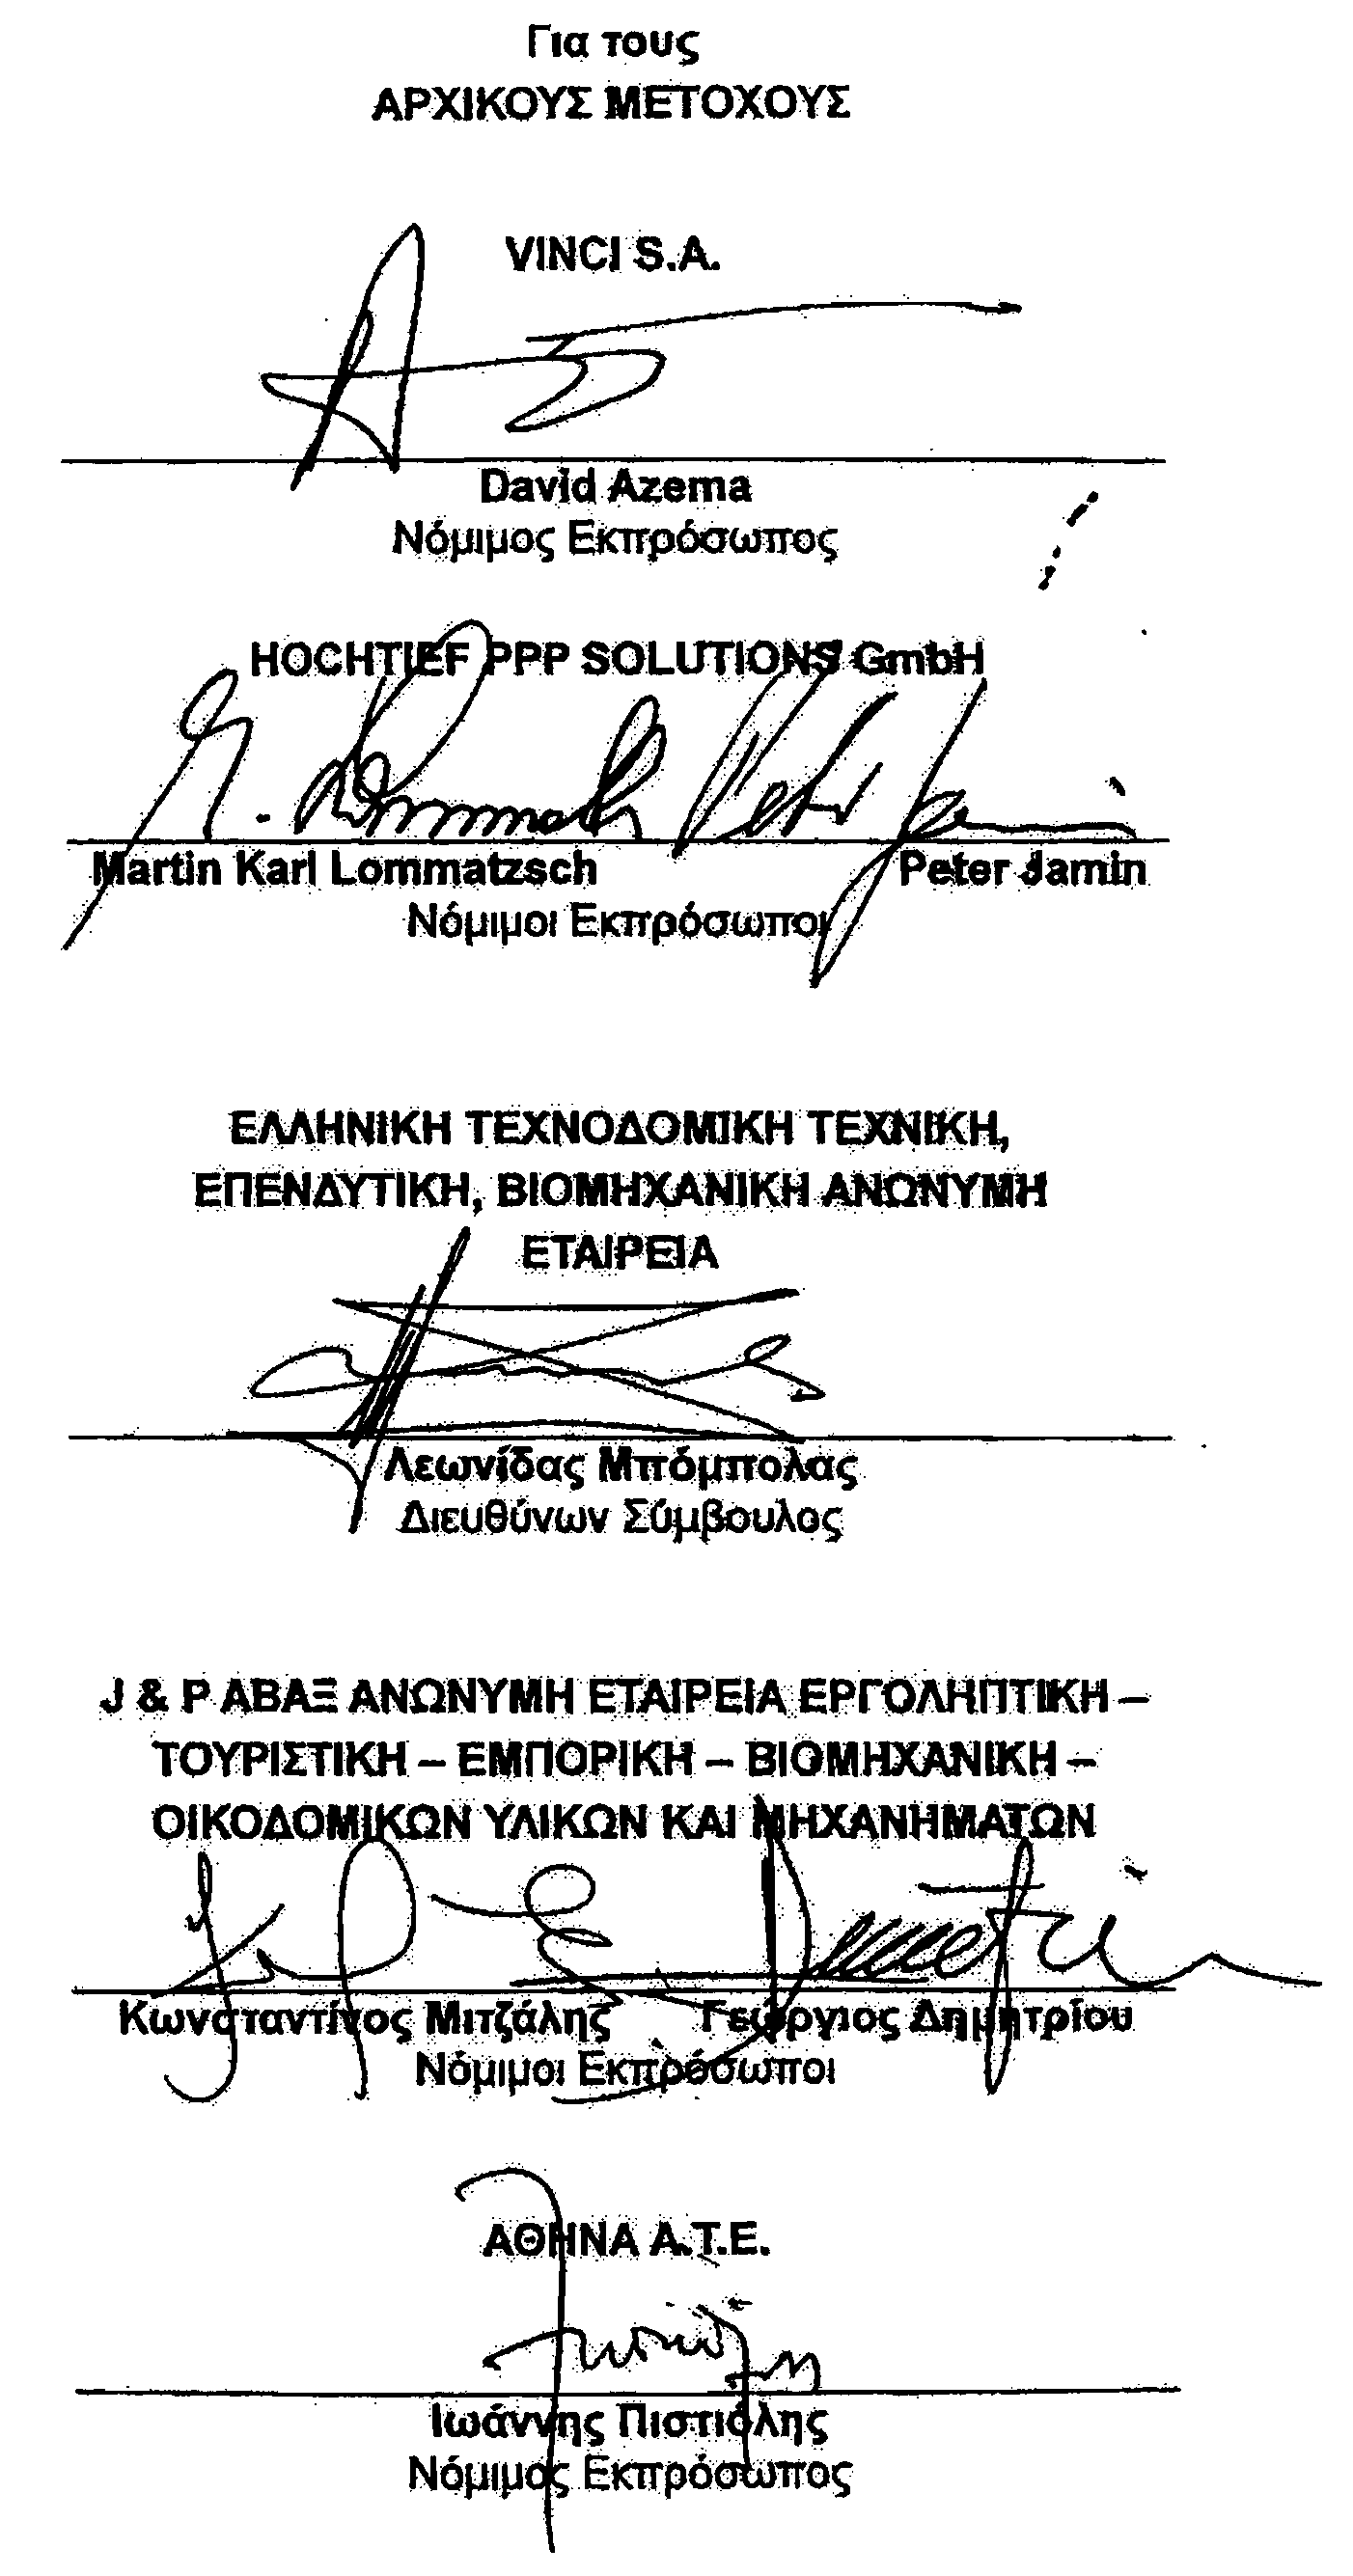 Για τους
ΑΡΧΙΚΟΥΣ ΜΕΤΟΧΟΥΣ
VINCI S.A.
David Azema
Νόμιμος Εκπρόσωπος
HOCHTIEF PPP SOLUTIONS GmbH
Martin Karl Lommatzsch Peter Jamin
Νόμιμοι Εκπρόσωποι
ΕΛΛΗΝΙΚΗ ΤΕΧΝΟΔΟΜΙΚΗ ΤΕΧΝΙΚΗ,
ΕΠΕΝΔΥΤΙΚΗ, ΒΙΟΜΗΧΑΝΙΚΗ ΑΝΩΝΥΜΗ
ΕΤΑΙΡΕΙΑ
Λεωνίδας Μπόμπολας
Διευθύνων Σύμβουλος
J & P ΑΒΑΞ ΑΝΩΝΥΜΗ ΕΤΑΙΡΕΙΑ ΕΡΓΟΛΗΠΤΙΚΗ –
ΤΟΥΡΙΣΤΙΚΗ – ΕΜΠΟΡΙΚΗ – ΒΙΟΜΗΧΑΝΙΚΗ –
ΟΙΚΟΔΟΜΙΚΩΝ ΥΛΙΚΩΝ ΚΑΙ ΜΗΧΑΝΗΜΑΤΩΝ
Κωνσταντίνος Μιτζάλης Γεώργιος Δημητρίου
Νόμιμοι Εκπρόσωποι
ΑΘΗΝΑ Α.Τ.Ε.
Ιωάννης Πιστιόλης
Νόμιμος Εκπρόσωπος